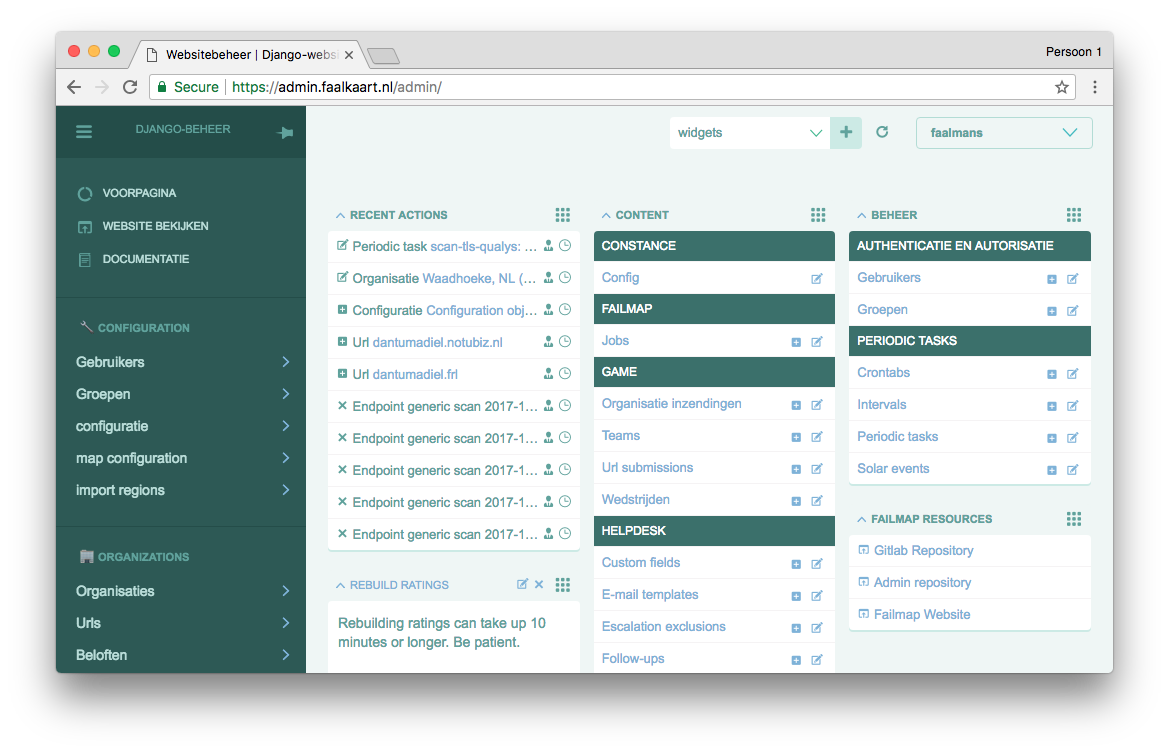 Websitebeheer | Django-websi
Persoon 1
Secure https://admin.faalkaart.nl/admin/
DJANGO-BEHEER
VOORPAGINA
WEBSITE BEKIJKEN
DOCUMENTATIE
CONFIGURATION
Gebruikers
Groepen
configuratie
map configuration
import regions
ORGANIZATIONS
Organisaties
Urls
Beloften
widgets
faalmans
RECENT ACTIONS
Periodic task scan-tls-qualys: ...
Organisatie Waadhoeke, NL (...
Configuratie Configuration obj...
Url dantumadiel.notubiz.nl
Url dantumadiel.frl
Endpoint generic scan 2017-1...
Endpoint generic scan 2017-1...
Endpoint generic scan 2017-1...
Endpoint generic scan 2017-1...
Endpoint generic scan 2017-1...
REBUILD RATINGS
Rebuilding ratings can take up 10
minutes or longer. Be patient.
CONTENT
CONSTANCE
Config
FAILMAP
Jobs
GAME
Organisatie inzendingen
Teams
Url submissions
Wedstrijden
HELPDESK
Custom fields
E-mail templates
Escalation exclusions
Follow-ups
BEHEER
AUTHENTICATIE EN AUTORISATIE
Gebruikers
Groepen
PERIODIC TASKS
Crontabs
Intervals
Periodic tasks
Solar events
FAILMAP RESOURCES
Gitlab Repository
Admin repository
Failmap Website